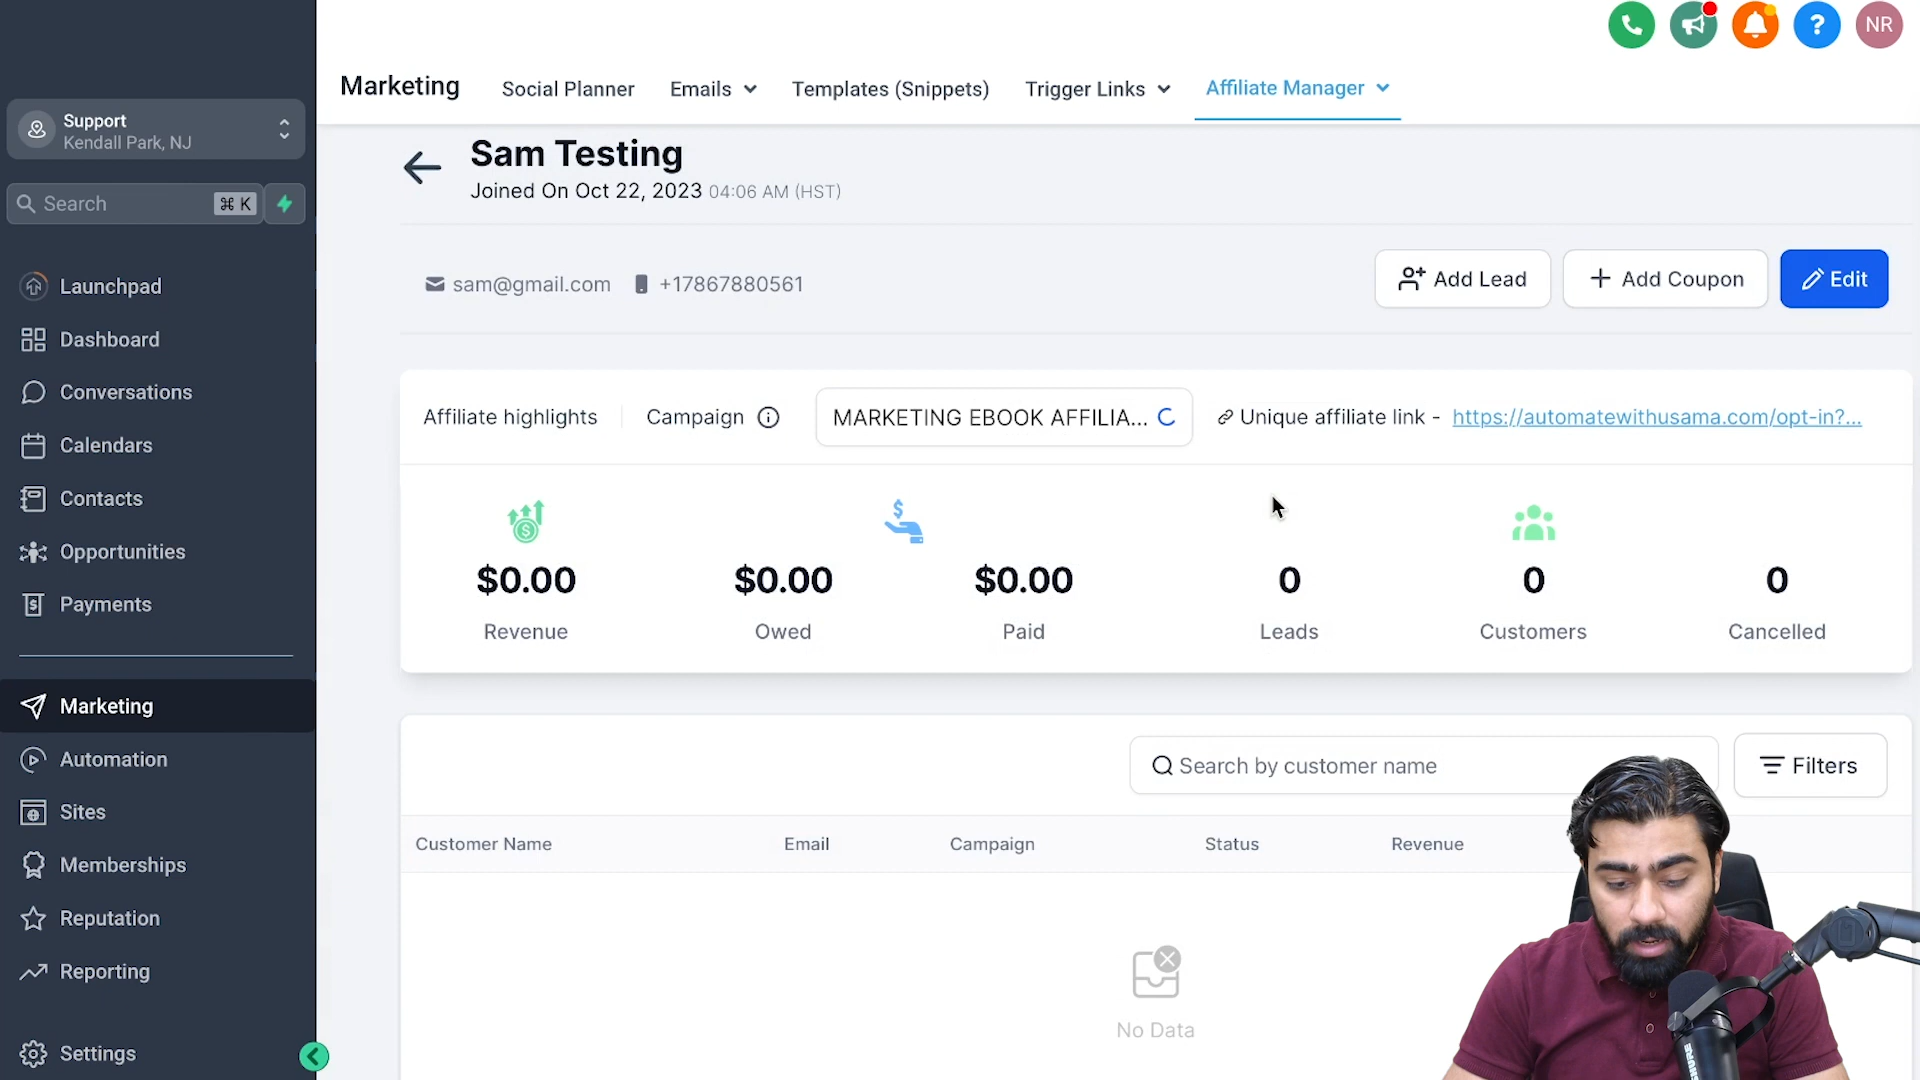 NR
Marketing
Social Planner
Emails
Templates (Snippets)
Trigger Links
Affiliate Manager
Support
Kendall Park, NJ
Search
⌘ K
Launchpad
Dashboard
Conversations
Calendars
Contacts
Opportunities
Payments
Marketing
Automation
Sites
Memberships
Reputation
Reporting
Settings
Sam Testing
Joined On Oct 22, 2023 04:06 AM (HST)
sam@gmail.com
+17867880561
Add Lead
Add Coupon
Edit
Affiliate highlights
Campaign
MARKETING EBOOK AFFILIA...
Unique affiliate link - https://automatewithusama.com/opt-in?...
$0.00
Revenue
$0.00
Owed
$0.00
Paid
0
Leads
0
Customers
0
Cancelled
Search by customer name
Filters
Customer Name
Email
Campaign
Status
Revenue
No Data
SHURE